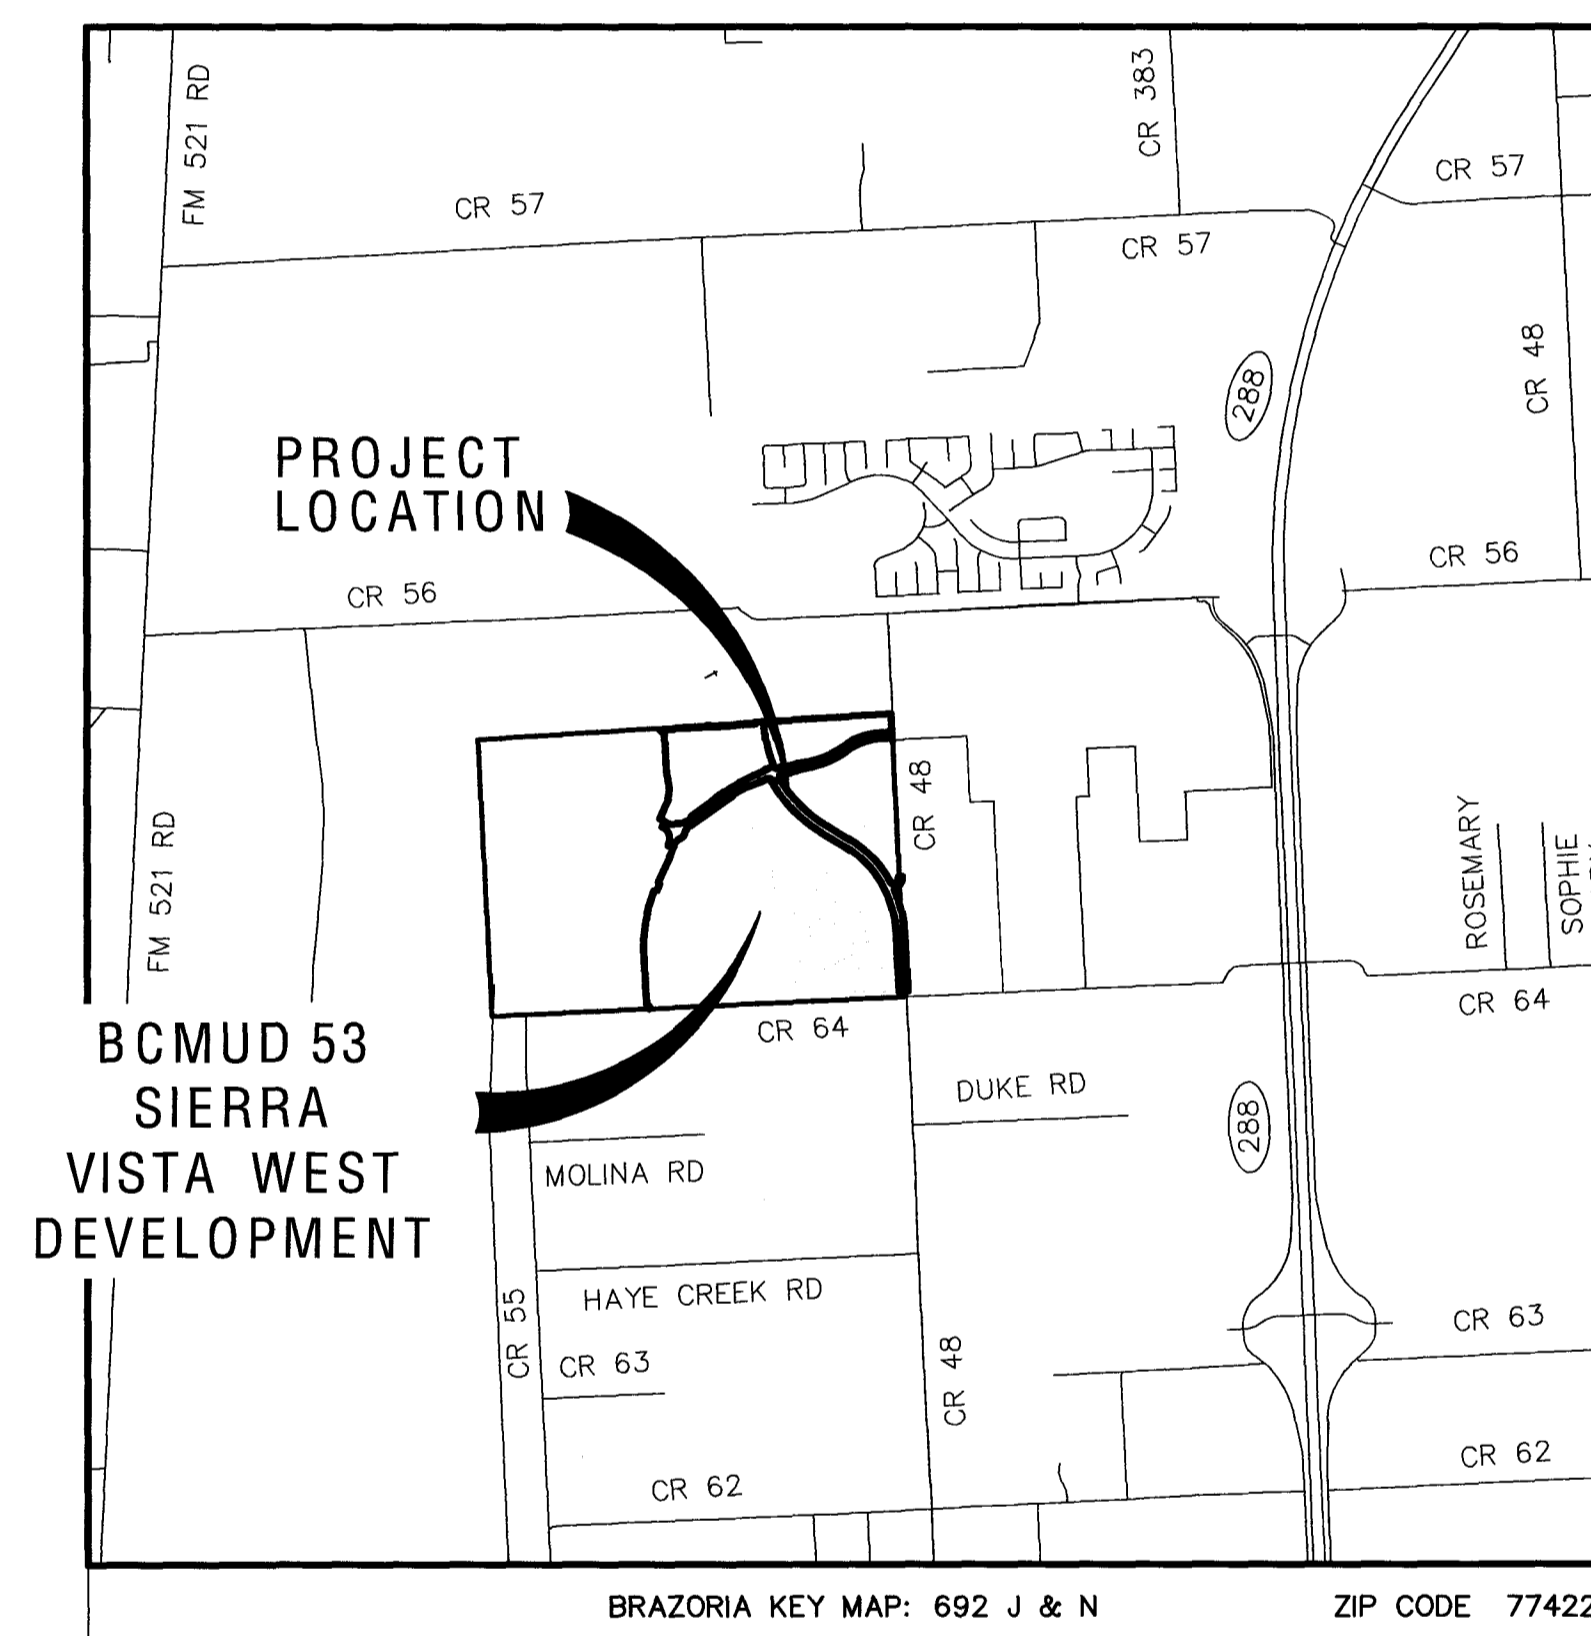 FM 521 RD
CR 383
CR 57
CR 57
CR 57
CR 48
288
PROJECT
LOCATION
CR 56
CR 56
CR 48
FM 521 RD
ROSEMARY
SOPHIE
CR 64
CR 64
BCMUD 53
SIERRA
VISTA WEST
DEVELOPMENT
DUKE RD
288
MOLINA RD
HAYE CREEK RD
CR 55
CR 63
CR 63
CR 48
CR 62
CR 62
BRAZORIA KEY MAP: 692 J & N
ZIP CODE 77422